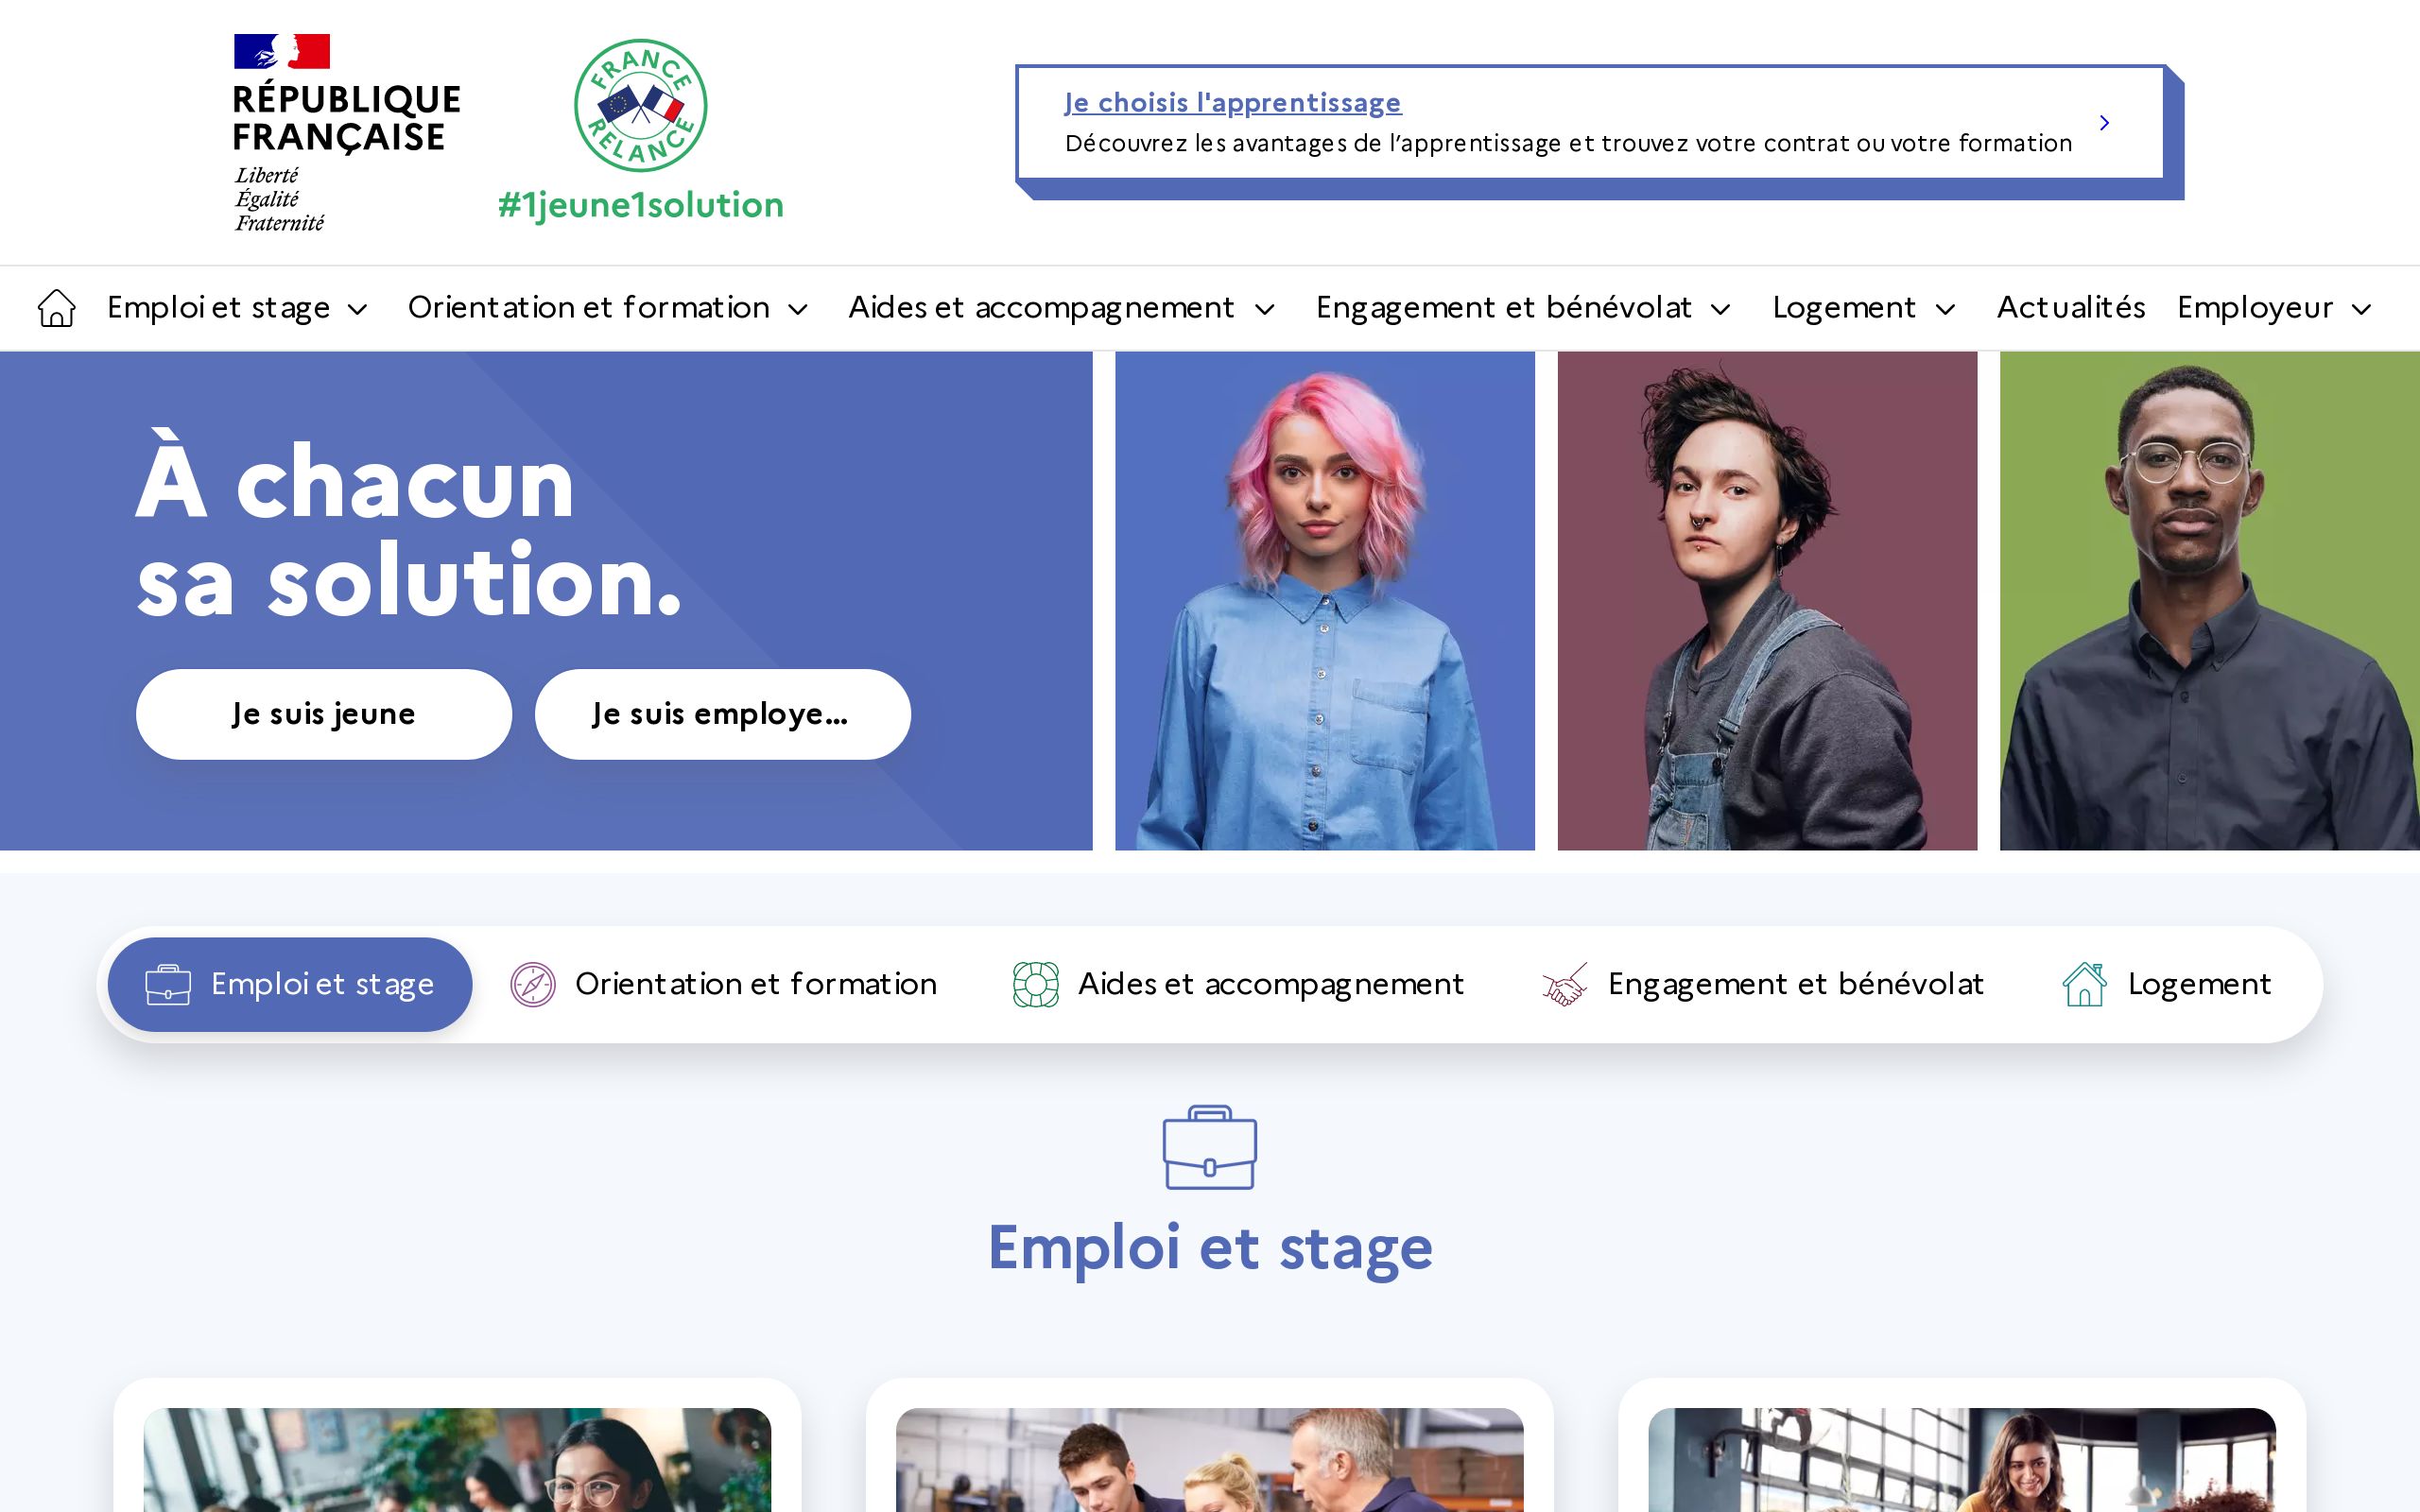 RÉPUBLIQUE
FRANÇAISE
Liberté
Égalité
Fraternité
FRANCE
RELANCE
#1jeune1solution
Je choisis l'apprentissage
Découvrez les avantages de l’apprentissage et trouvez votre contrat ou votre formation
Emploi et stage
Orientation et formation
Aides et accompagnement
Engagement et bénévolat
Logement
Actualités
Employeur
À chacun
sa solution.
Je suis jeune
Je suis employe...
Emploi et stage
Orientation et formation
Aides et accompagnement
Engagement et bénévolat
Logement
Emploi et stage